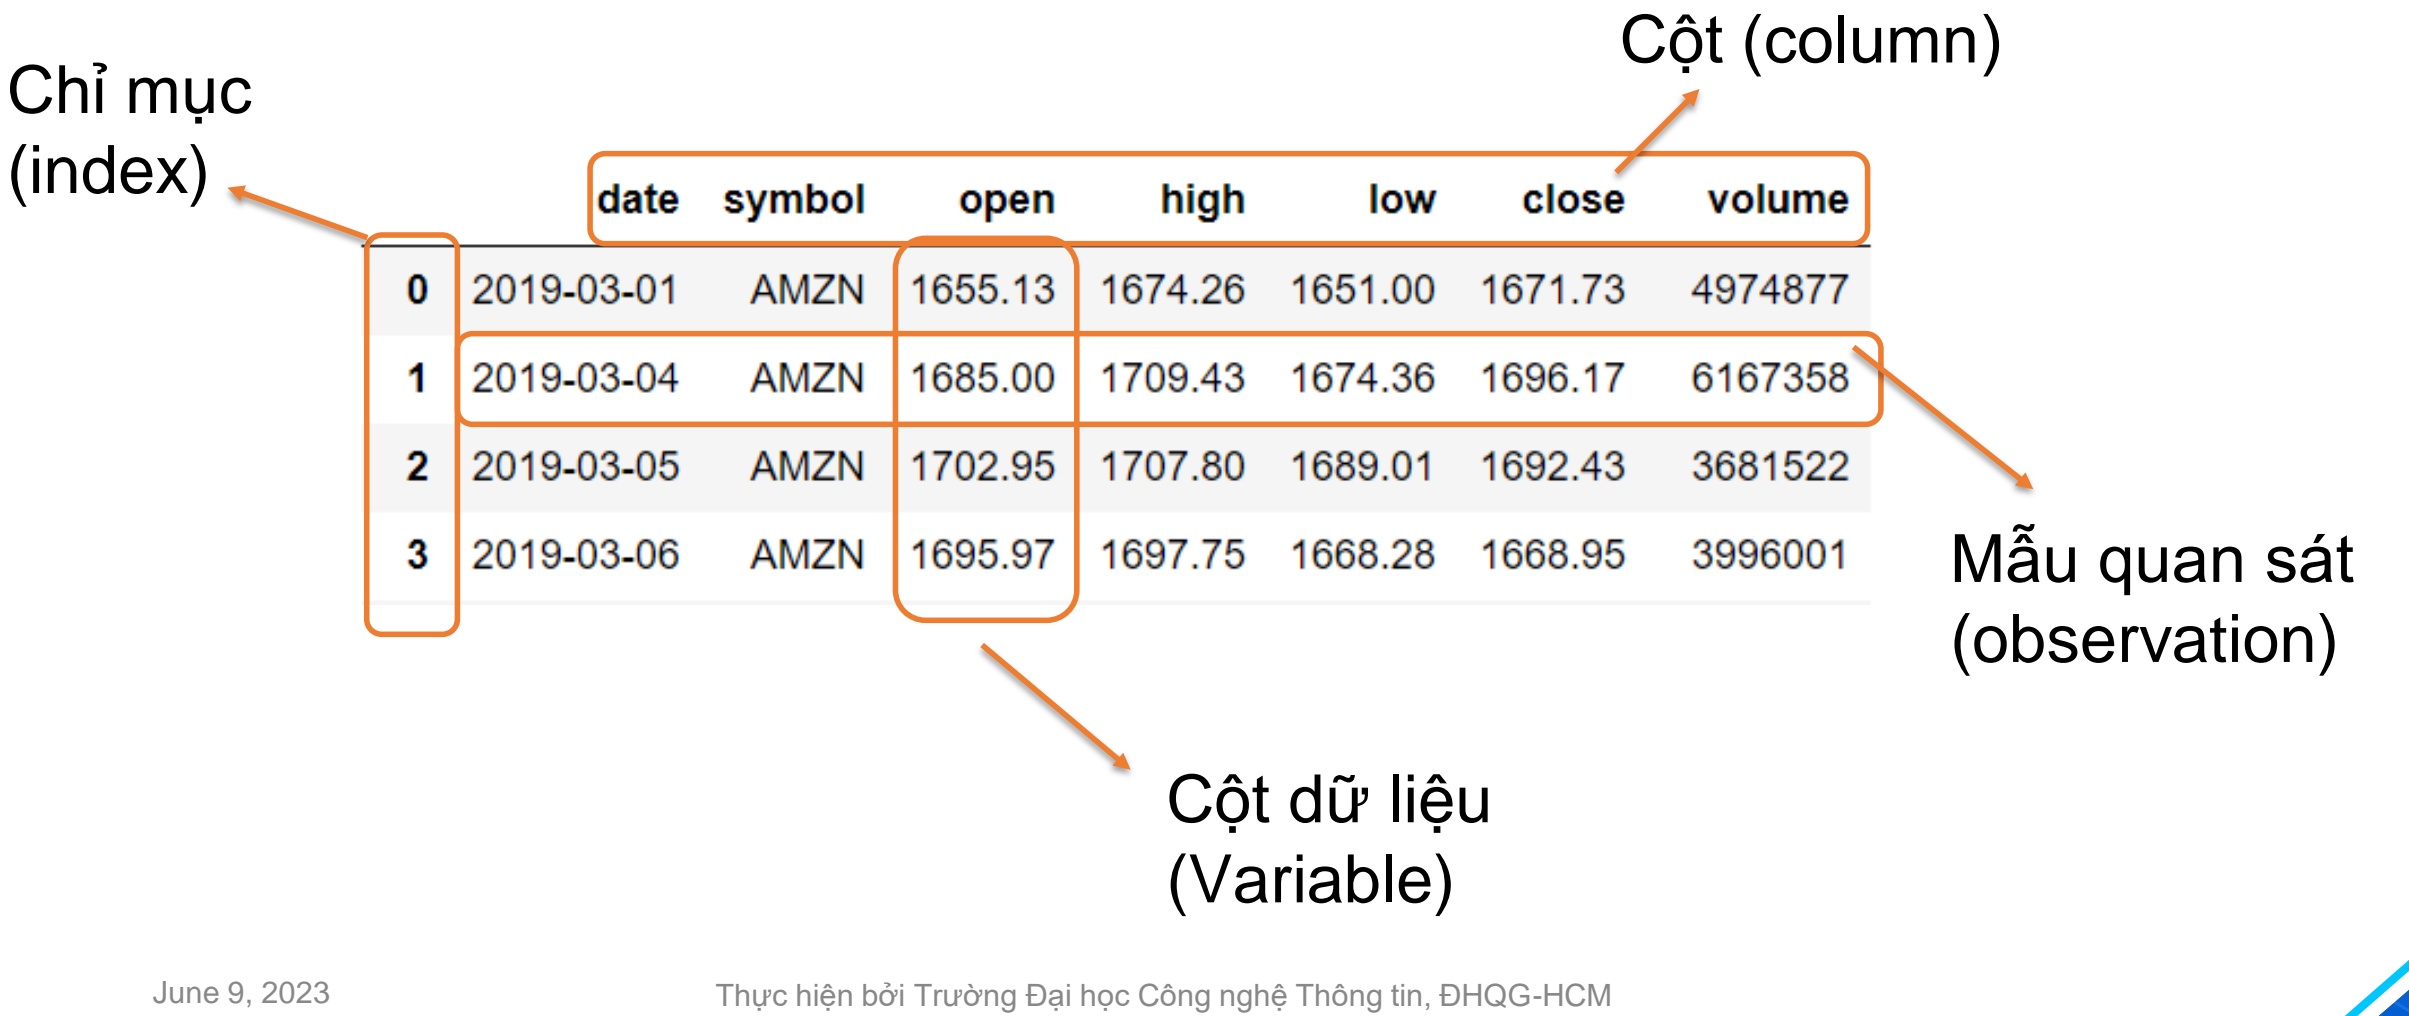 Cột (column)
Chỉ mục
(index)
date symbol open high low close volume
0 2019-03-01 AMZN 1655.13 1674.26 1651.00 1671.73 4974877
1 2019-03-04 AMZN 1685.00 1709.43 1674.36 1696.17 6167358
2 2019-03-05 AMZN 1702.95 1707.80 1689.01 1692.43 3681522
3 2019-03-06 AMZN 1695.97 1697.75 1668.28 1668.95 3996001
Mẫu quan sát
(observation)
Cột dữ liệu
(Variable)
June 9, 2023
Thực hiện bởi Trường Đại học Công nghệ Thông tin, ĐHQG-HCM